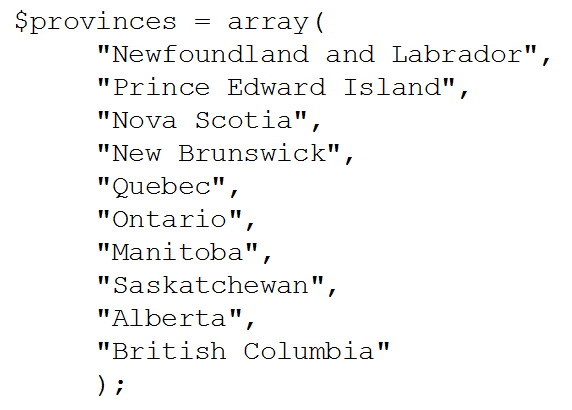 $provinces = array(
"Newfoundland and Labrador",
"Prince Edward Island",
"Nova Scotia",
"New Brunswick",
"Quebec",
"Ontario",
"Manitoba",
"Saskatchewan",
"Alberta",
"British Columbia"
);